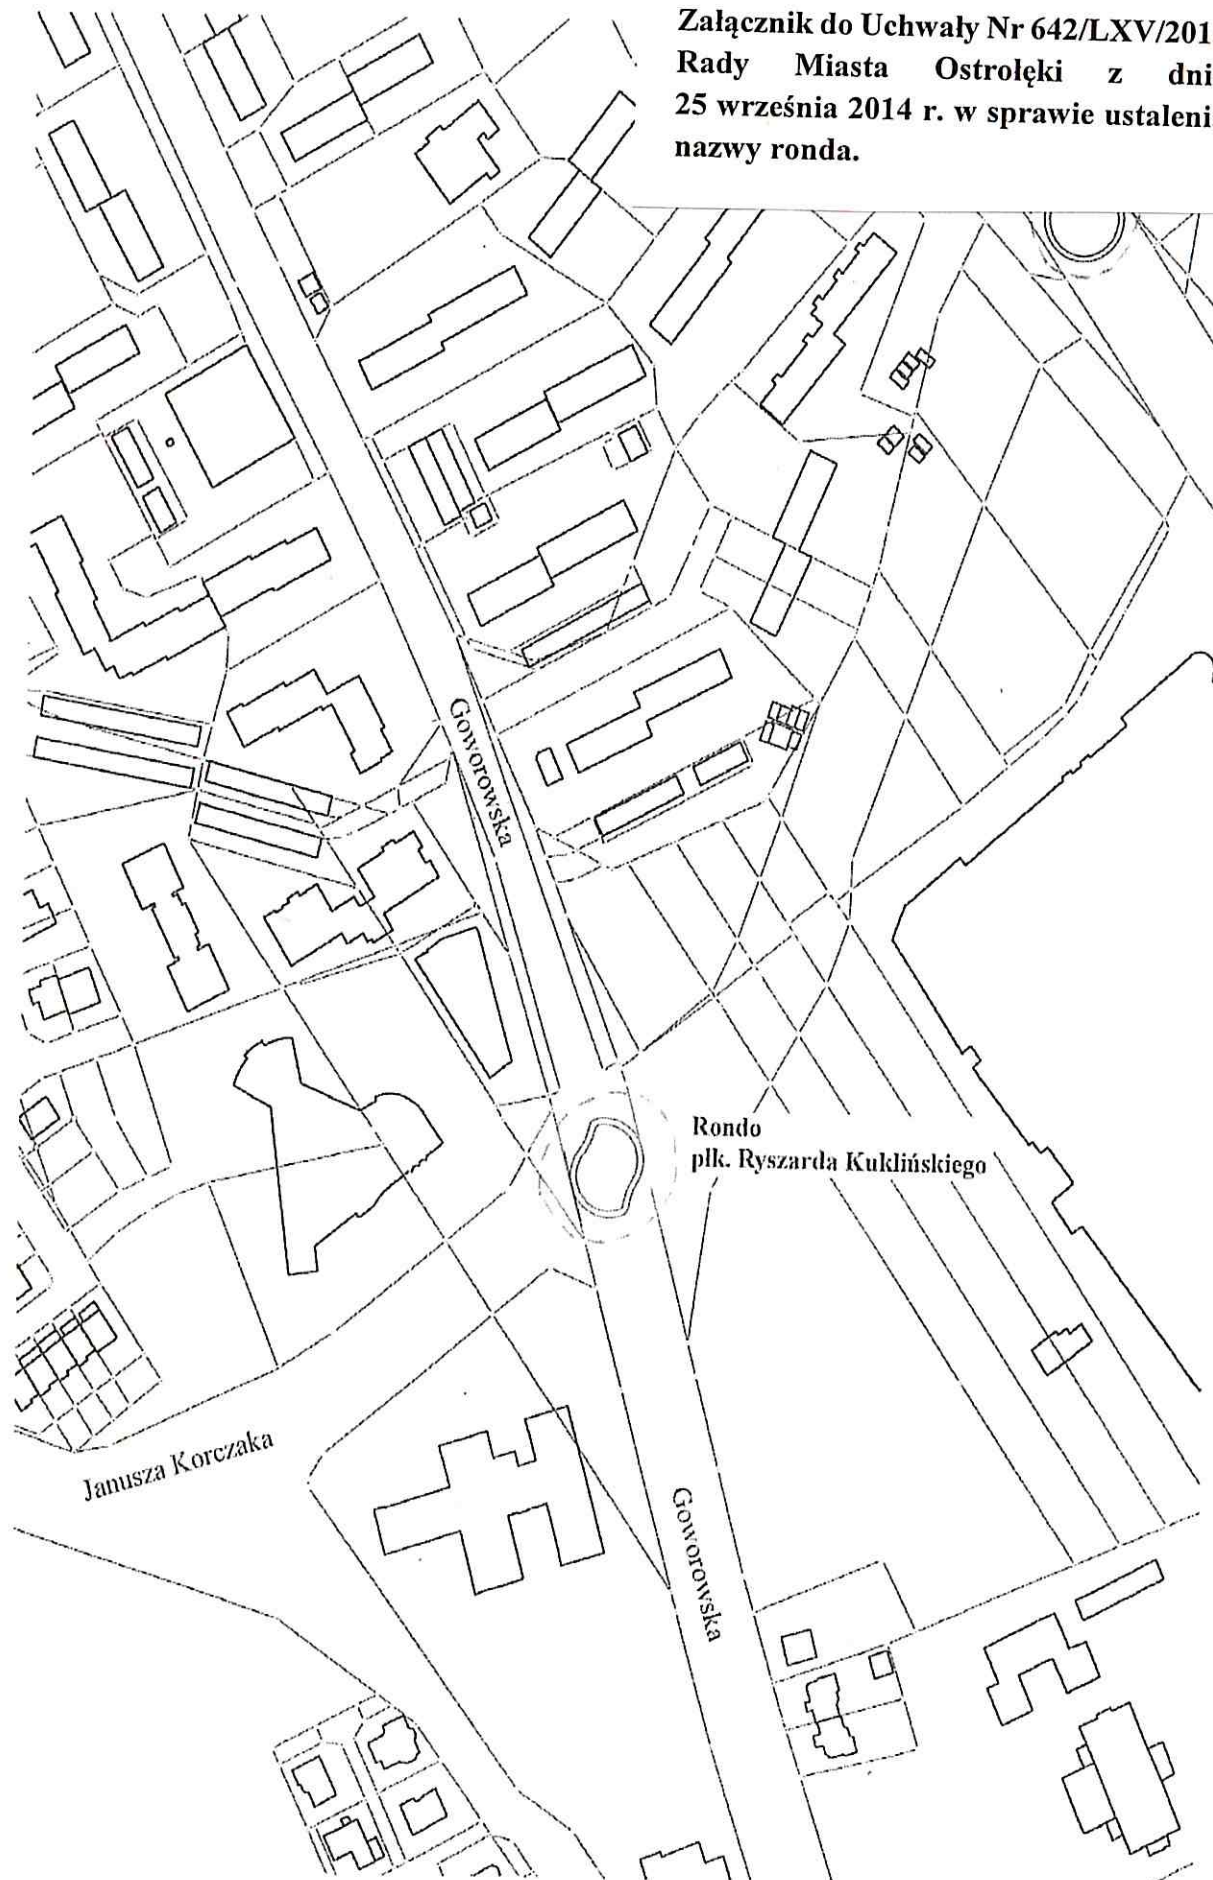 Załącznik do Uchwały Nr 642/LXV/201
Rady Miasta Ostrołęki z dni
25 września 2014 r. w sprawie ustaleni
nazwy ronda.
Goworowska
Rondo
płk. Ryszarda Kuklińskiego
Janusza Korczaka
Goworowska